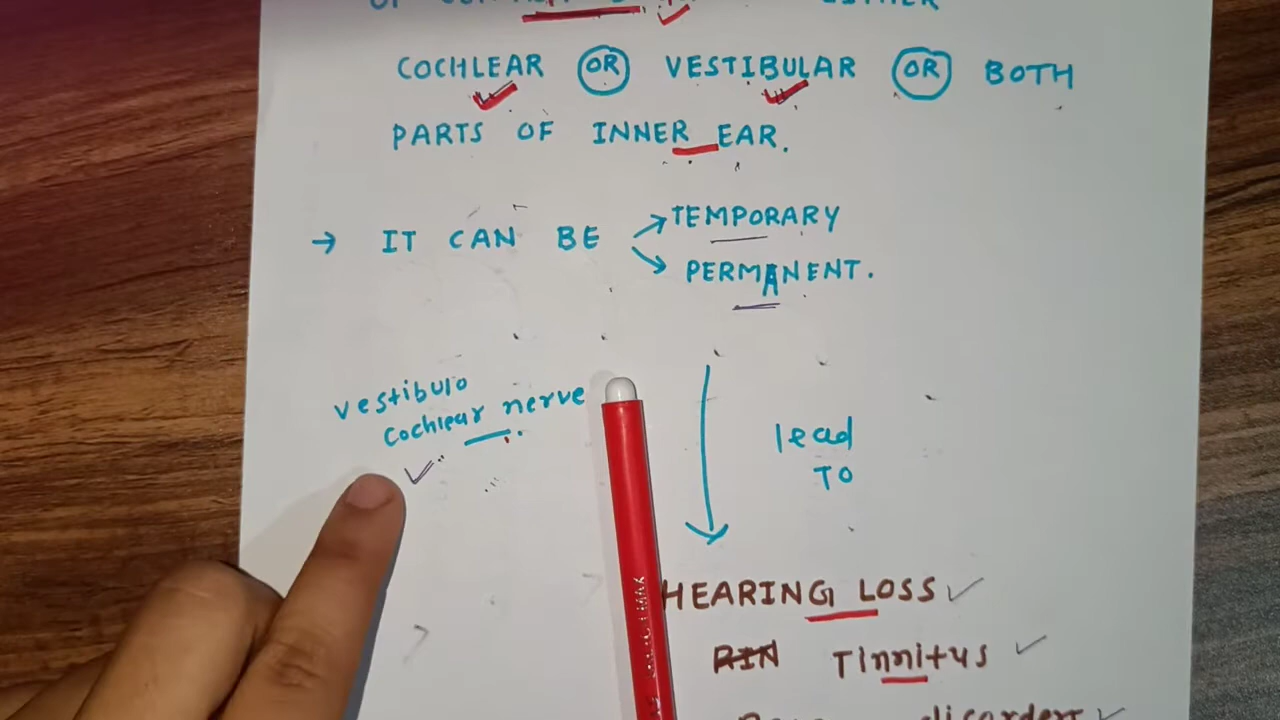 COCHLEAR OR VESTIBULAR OR BOTH
PARTS OF INNER EAR.
→ IT CAN BE → TEMPORARY
→ PERMANENT.
vestibulo
cochlear nerve
lead
TO
HEARING LOSS
RIN Tinnitus
disorders